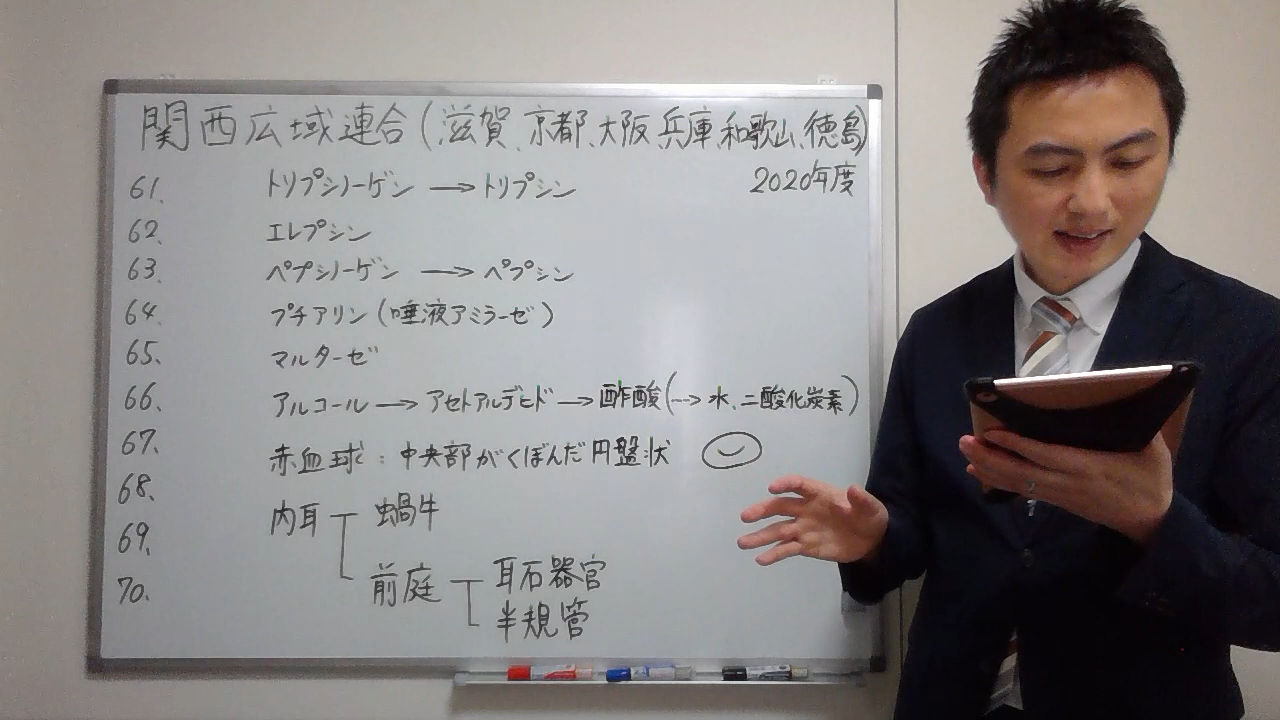 関西広域連合(滋賀、京都、大阪、兵庫、和歌山、徳島)
2020年度
61. トリプシノーゲン → トリプシン
62、 エレプシン
63、 ペプシノーゲン → ペプシン
64. プチアリン(唾液アミラーゼ)
65、 マルターゼ
66、 アルコール → アセトアルデヒド → 酢酸(--→ 水、二酸化炭素)
67、 赤血球:中央部がくぼんだ円盤状
68、 内耳 蝸牛
69、 前庭 耳石器官
70、 半規管